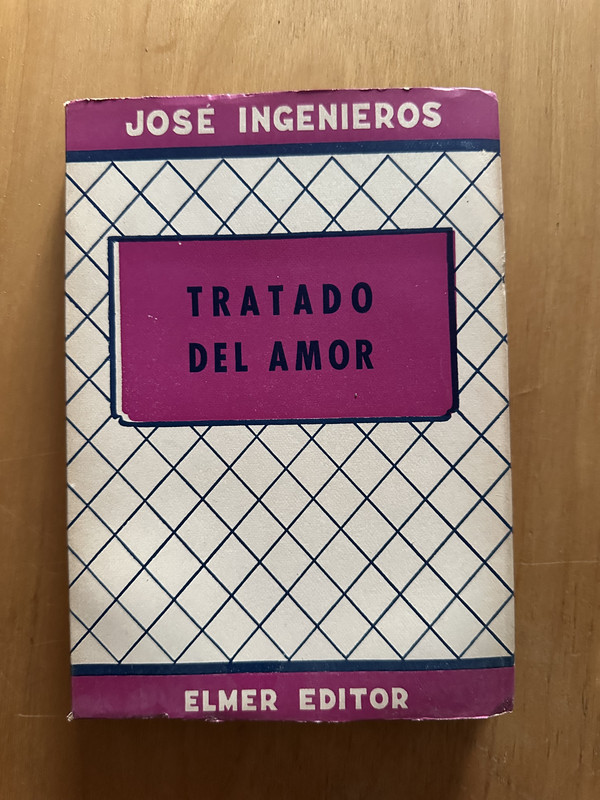 JOSÉ INGENIEROS
TRATADO
DEL AMOR
ELMER EDITOR